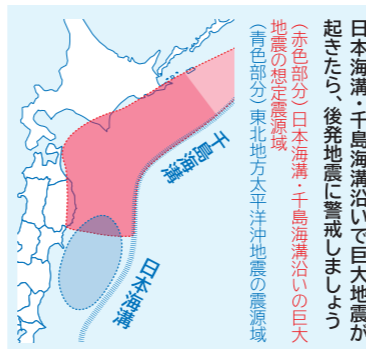 日本海溝・千島海溝沿いで巨大地震が
起きたら、後発地震に警戒しましょう
（赤色部分）日本海溝・千島海溝沿いの巨大
地震の想定震源域
（青色部分）東北地方太平洋沖地震の震源域
千島海溝
日本海溝